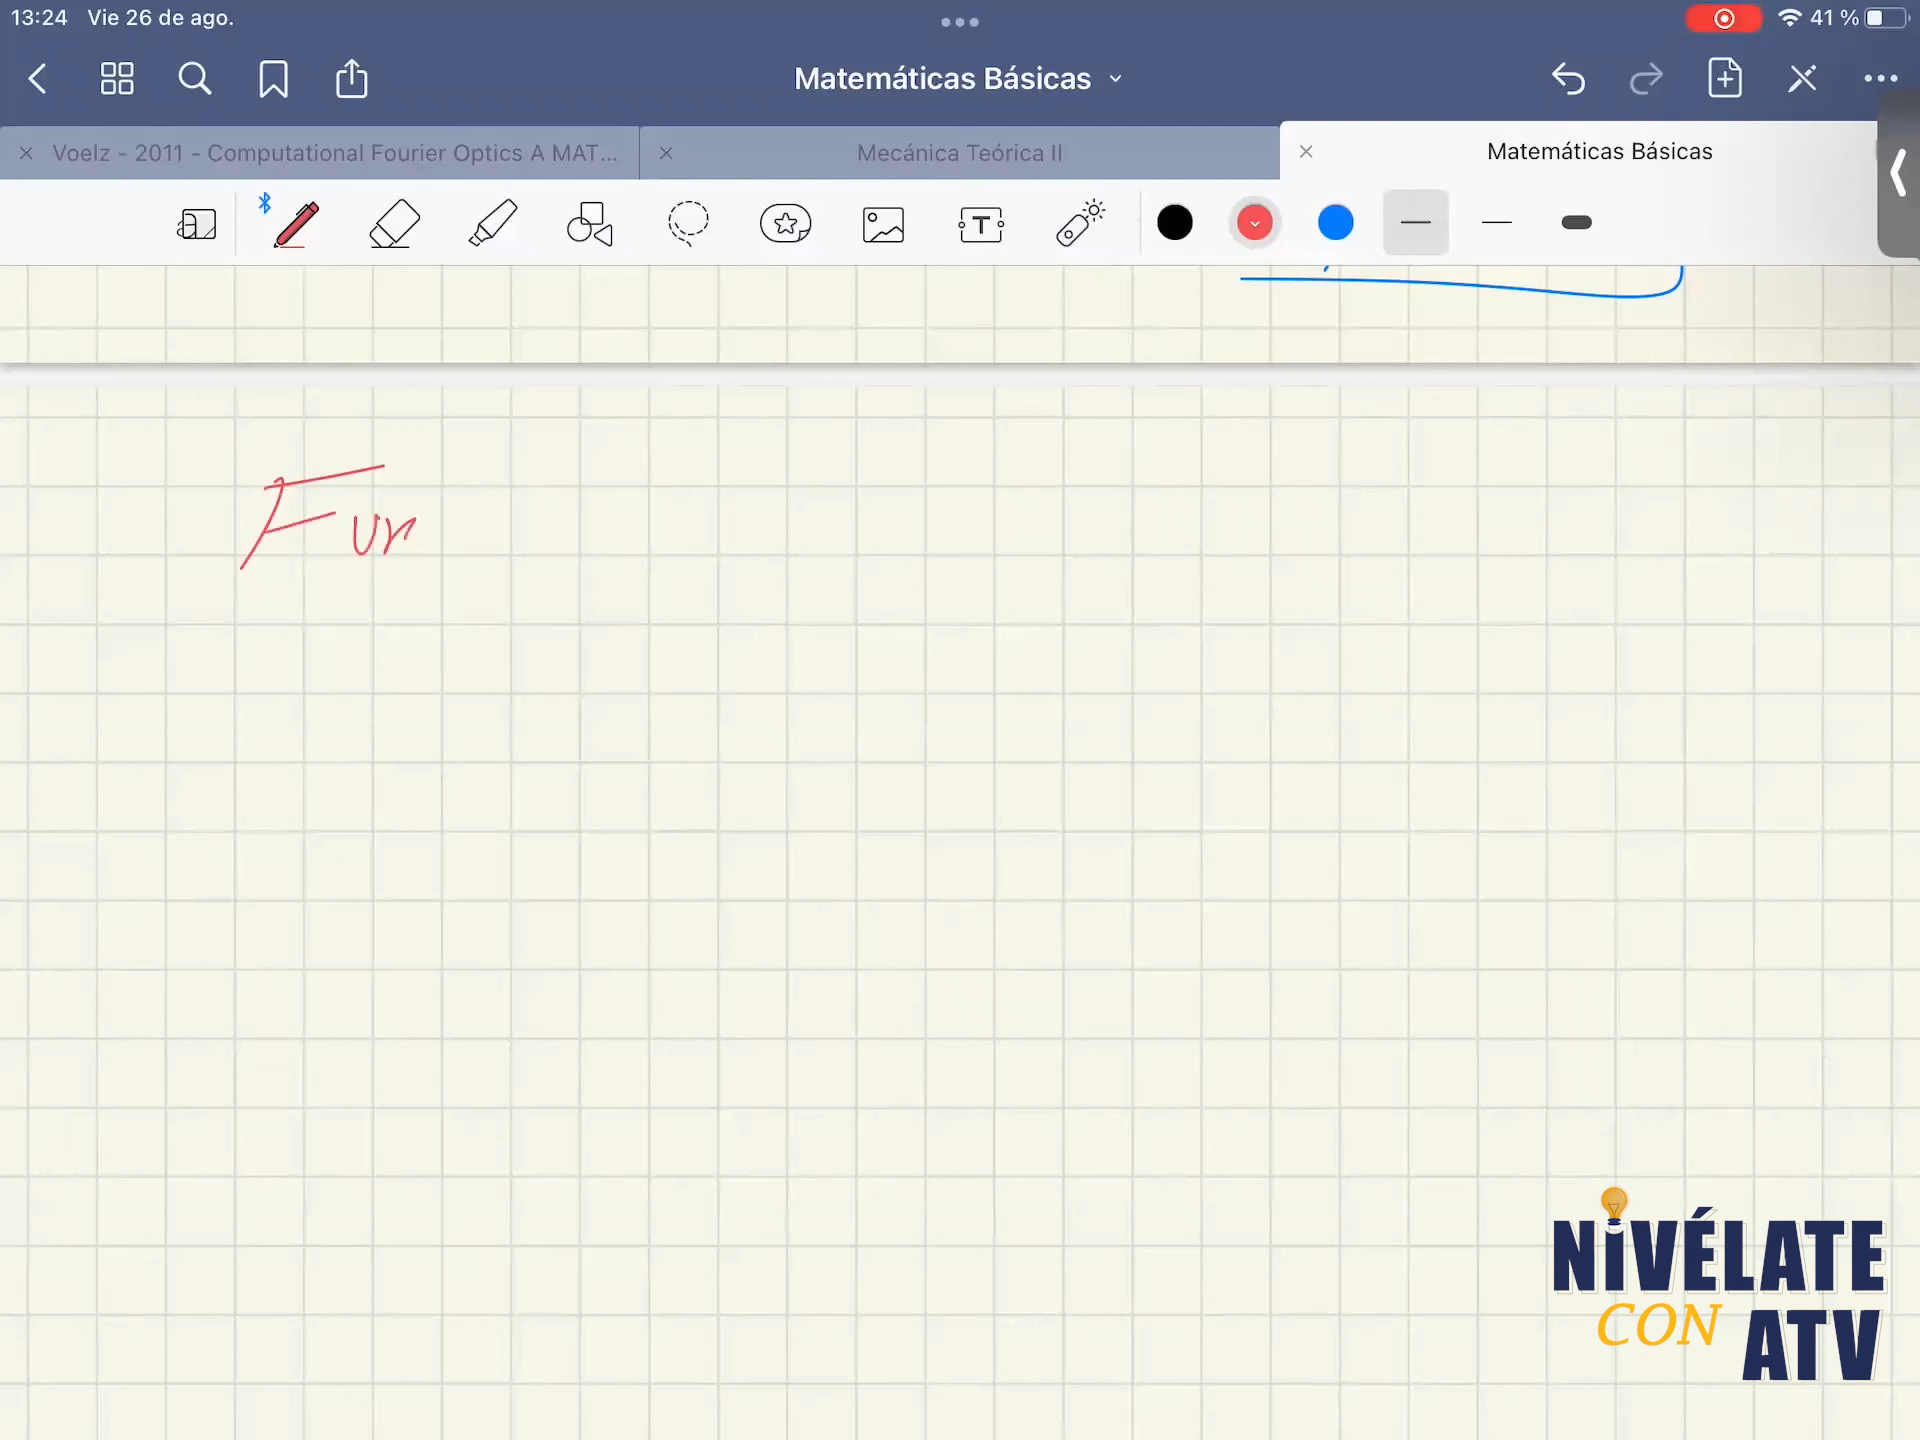 13:24 Vie 26 de ago. 41 %
Matemáticas Básicas
Voelz - 2011 - Computational Fourier Optics A MAT...
Mecánica Teórica II
Matemáticas Básicas
Fun
NIVÉLATE
CON
ATV